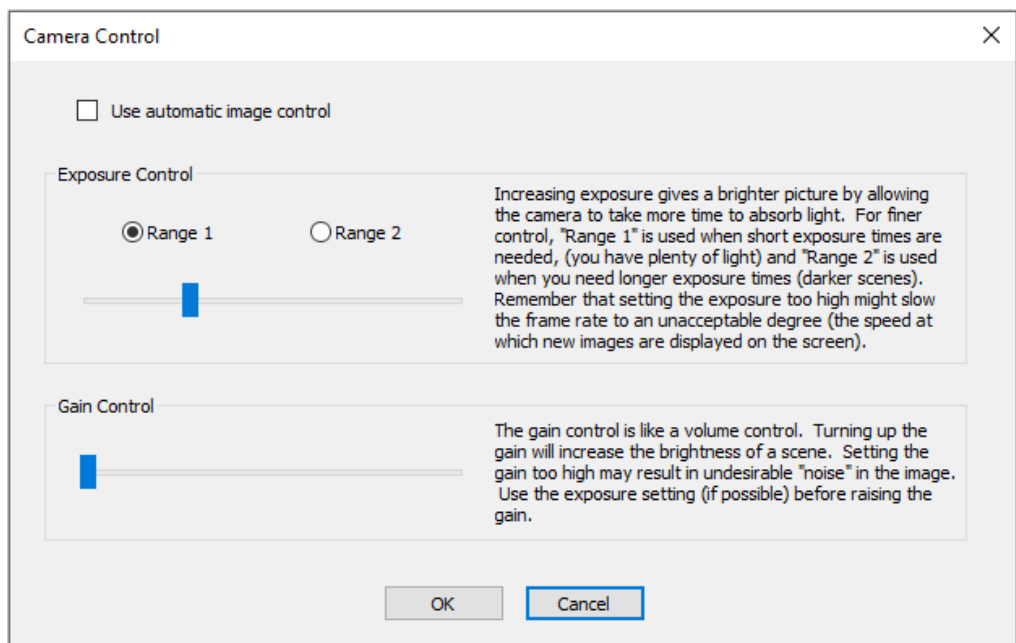 Camera Control
Use automatic image control
Exposure Control
Range 1
Range 2
Increasing exposure gives a brighter picture by allowing
the camera to take more time to absorb light.  For finer
control, "Range 1" is used when short exposure times are
needed, (you have plenty of light) and "Range 2" is used
when you need longer exposure times (darker scenes).
Remember that setting the exposure too high might slow
the frame rate to an unacceptable degree (the speed at
which new images are displayed on the screen).
Gain Control
The gain control is like a volume control.  Turning up the
gain will increase the brightness of a scene.  Setting the
gain too high may result in undesirable "noise" in the image.
Use the exposure setting (if possible) before raising the
gain.
OK
Cancel